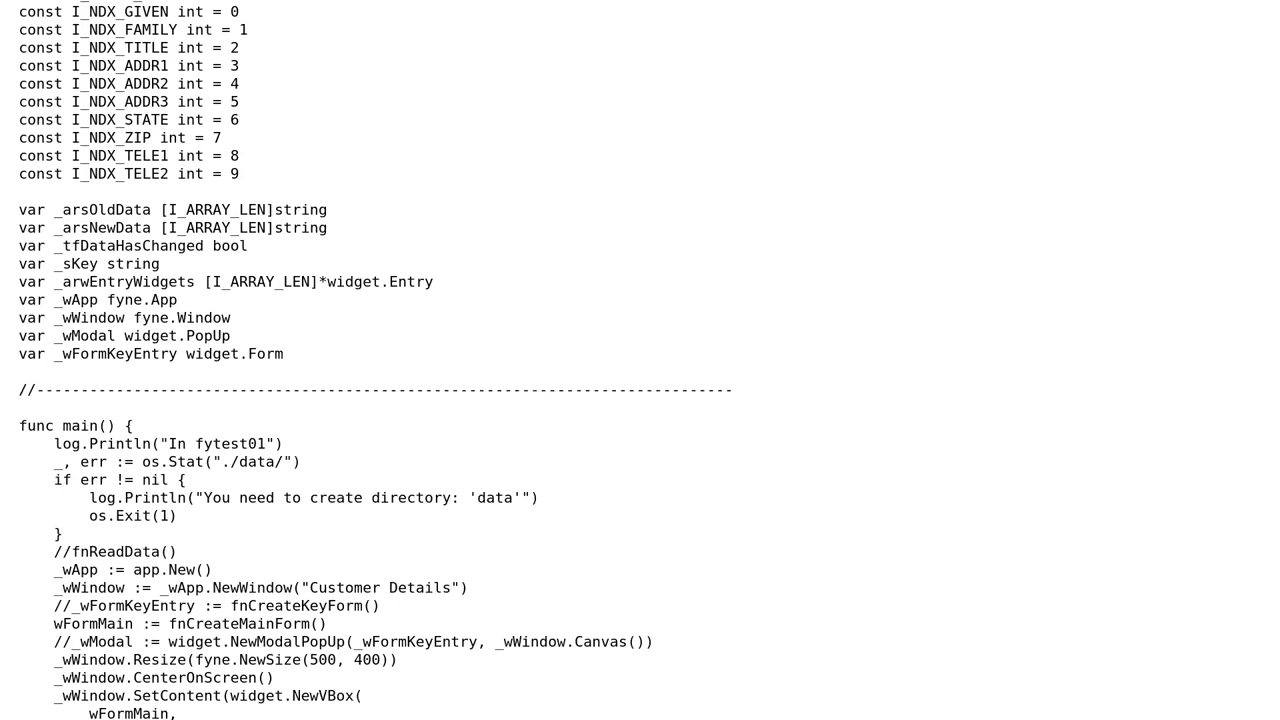 const I_NDX_GIVEN int = 0
const I_NDX_FAMILY int = 1
const I_NDX_TITLE int = 2
const I_NDX_ADDR1 int = 3
const I_NDX_ADDR2 int = 4
const I_NDX_ADDR3 int = 5
const I_NDX_STATE int = 6
const I_NDX_ZIP int = 7
const I_NDX_TELE1 int = 8
const I_NDX_TELE2 int = 9

var _arsOldData [I_ARRAY_LEN]string
var _arsNewData [I_ARRAY_LEN]string
var _tfDataHasChanged bool
var _sKey string
var _arwEntryWidgets [I_ARRAY_LEN]*widget.Entry
var _wApp fyne.App
var _wWindow fyne.Window
var _wModal widget.PopUp
var _wFormKeyEntry widget.Form

//-------------------------------------------------------------------------------

func main() {
    log.Println("In fytest01")
    _, err := os.Stat("./data/")
    if err != nil {
        log.Println("You need to create directory: 'data'")
        os.Exit(1)
    }
    //fnReadData()
    _wApp := app.New()
    _wWindow := _wApp.NewWindow("Customer Details")
    //_wFormKeyEntry := fnCreateKeyForm()
    wFormMain := fnCreateMainForm()
    //_wModal := widget.NewModalPopUp(_wFormKeyEntry, _wWindow.Canvas())
    _wWindow.Resize(fyne.NewSize(500, 400))
    _wWindow.CenterOnScreen()
    _wWindow.SetContent(widget.NewVBox(
        wFormMain,